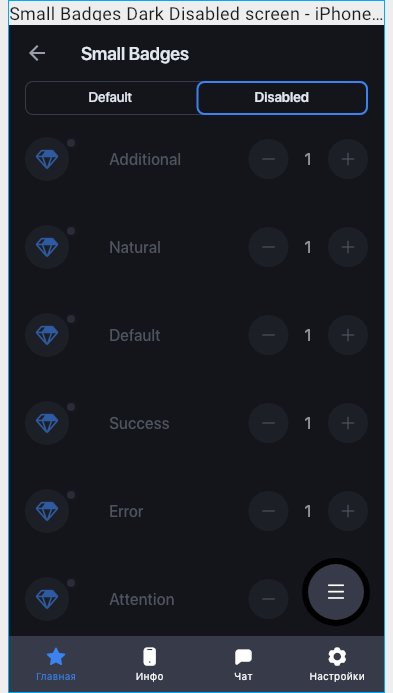 Small Badges Dark Disabled screen - iPhone...
Small Badges
Default Disabled
Additional 1
Natural 1
Default 1
Success 1
Error 1
Attention
Главная Инфо Чат Настройки